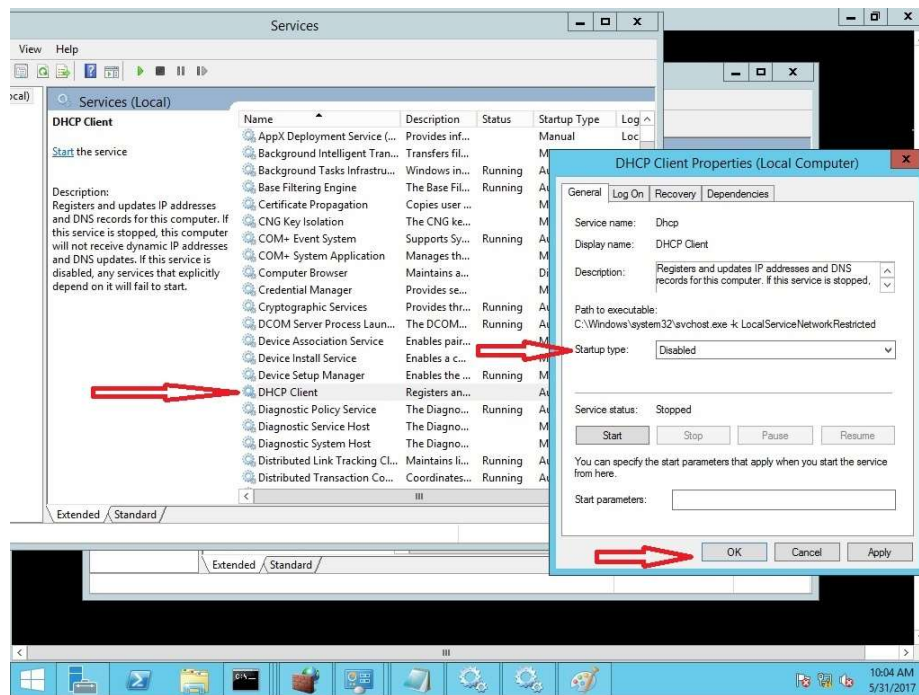 Services
View Help
ocal)
Services (Local)
DHCP Client
Start the service
Description:
Registers and updates IP addresses
and DNS records for this computer. If
this service is stopped, this computer
will not receive dynamic IP addresses
and DNS updates. If this service is
disabled, any services that explicitly
depend on it will fail to start.
Name Description Status Startup Type Log
AppX Deployment Service (... Provides inf... Manual Loc
Background Intelligent Tran... Transfers fil... M
Background Tasks Infrastru... Windows in... Running Au
Base Filtering Engine The Base Fil... Running Au
Certificate Propagation Copies user ... M
CNG Key Isolation The CNG ke... M
COM+ Event System Supports Sy... Running Au
COM+ System Application Manages th... M
Computer Browser Maintains a... Di
Credential Manager Provides se... M
Cryptographic Services Provides thr... Running Au
DCOM Server Process Laun... The DCOM... Running Au
Device Association Service Enables pair... M
Device Install Service Enables a c... M
Device Setup Manager Enables the ... Running M
DHCP Client Registers an... Au
Diagnostic Policy Service The Diagno... Running Au
Diagnostic Service Host The Diagno... M
Diagnostic System Host The Diagno... M
Distributed Link Tracking Cl... Maintains li... Running Au
Distributed Transaction Co... Coordinates... Running Au
Extended Standard
DHCP Client Properties (Local Computer)
General Log On Recovery Dependencies
Service name: Dhcp
Display name: DHCP Client
Description: Registers and updates IP addresses and DNS
records for this computer. If this service is stopped,
Path to executable:
C:\Windows\system32\svchost.exe -k LocalServiceNetworkRestricted
Startup type: Disabled
Service status: Stopped
Start Stop Pause Resume
You can specify the start parameters that apply when you start the service
from here.
Start parameters:
OK Cancel Apply
Extended Standard
10:04 AM
5/31/2017